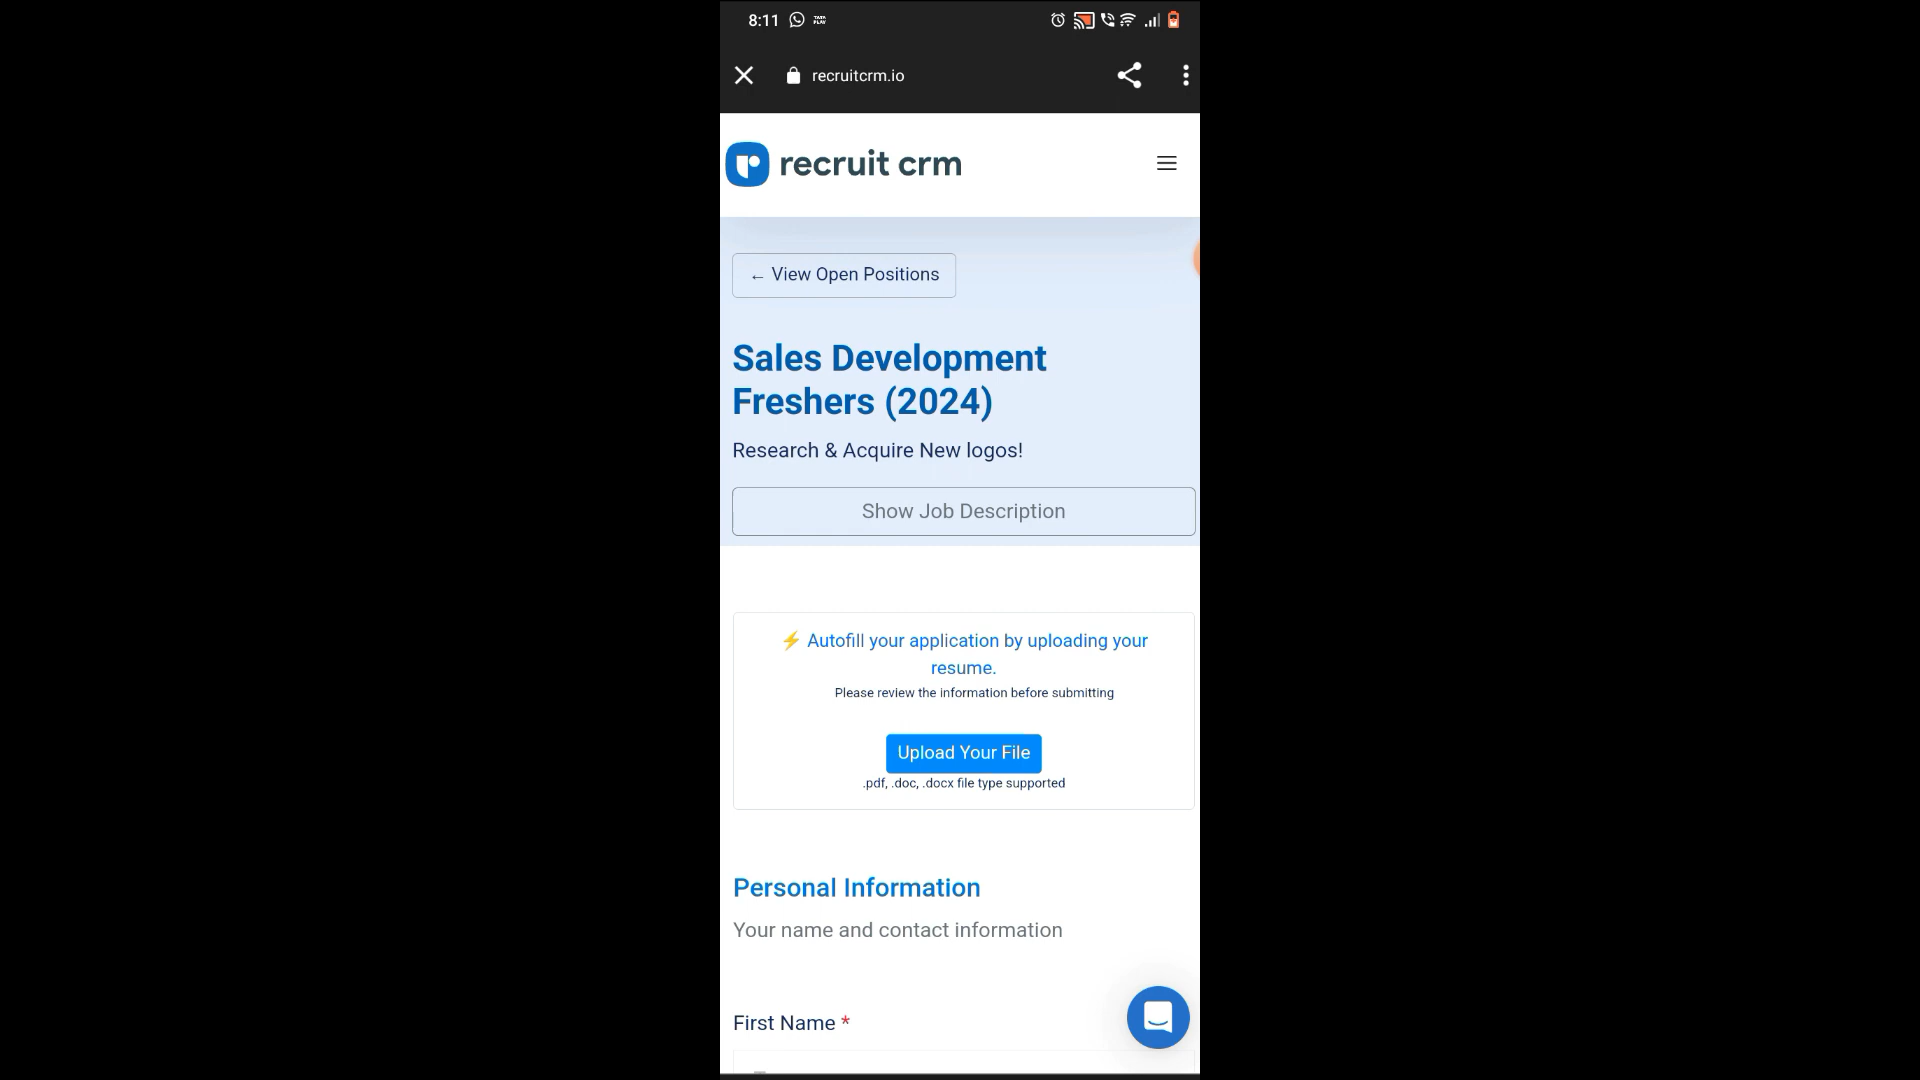 8:11 TATA PLAY
recruitcrm.io
recruit crm
← View Open Positions
Sales Development
Freshers (2024)
Research & Acquire New logos!
Show Job Description
⚡ Autofill your application by uploading your
resume.
Please review the information before submitting
Upload Your File
.pdf, .doc, .docx file type supported
Personal Information
Your name and contact information
First Name *